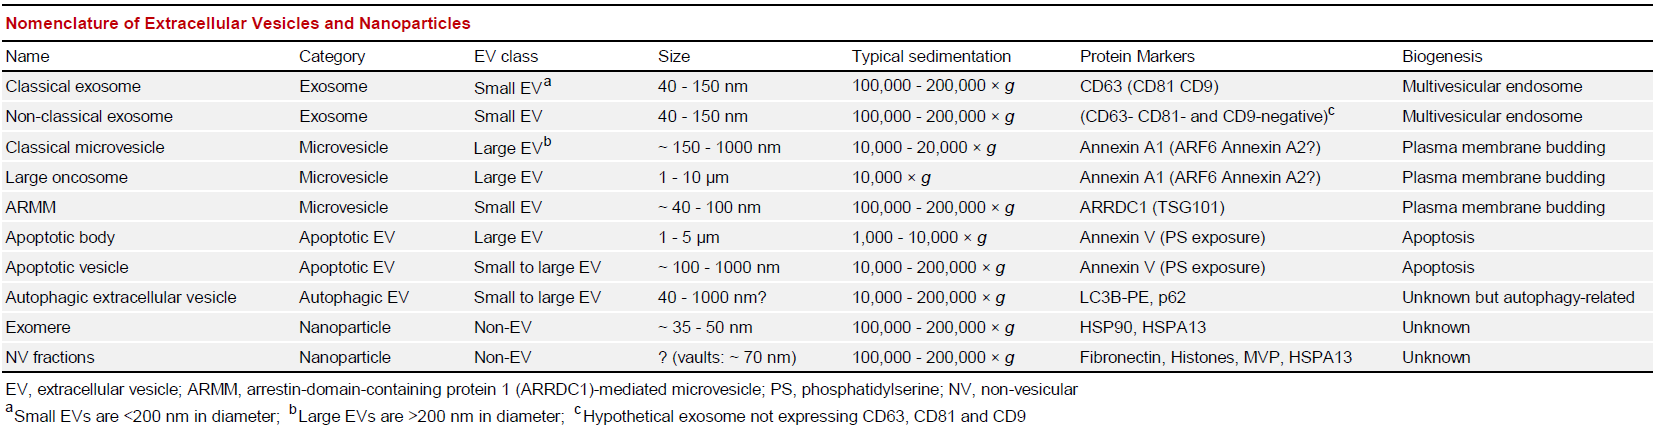 Nomenclature of Extracellular Vesicles and Nanoparticles
Name Category EV class Size Typical sedimentation Protein Markers Biogenesis
Classical exosome Exosome Small EVa 40 - 150 nm 100,000 - 200,000 × g CD63 (CD81 CD9) Multivesicular endosome
Non-classical exosome Exosome Small EV 40 - 150 nm 100,000 - 200,000 × g (CD63- CD81- and CD9-negative)c Multivesicular endosome
Classical microvesicle Microvesicle Large EVb ~ 150 - 1000 nm 10,000 - 20,000 × g Annexin A1 (ARF6 Annexin A2?) Plasma membrane budding
Large oncosome Microvesicle Large EV 1 - 10 μm 10,000 × g Annexin A1 (ARF6 Annexin A2?) Plasma membrane budding
ARMM Microvesicle Small EV ~ 40 - 100 nm 100,000 - 200,000 × g ARRDC1 (TSG101) Plasma membrane budding
Apoptotic body Apoptotic EV Large EV 1 - 5 μm 1,000 - 10,000 × g Annexin V (PS exposure) Apoptosis
Apoptotic vesicle Apoptotic EV Small to large EV ~ 100 - 1000 nm 10,000 - 200,000 × g Annexin V (PS exposure) Apoptosis
Autophagic extracellular vesicle Autophagic EV Small to large EV 40 - 1000 nm? 10,000 - 200,000 × g LC3B-PE, p62 Unknown but autophagy-related
Exomere Nanoparticle Non-EV ~ 35 - 50 nm 100,000 - 200,000 × g HSP90, HSPA13 Unknown
NV fractions Nanoparticle Non-EV ? (vaults: ~ 70 nm) 100,000 - 200,000 × g Fibronectin, Histones, MVP, HSPA13 Unknown
EV, extracellular vesicle; ARMM, arrestin-domain-containing protein 1 (ARRDC1)-mediated microvesicle; PS, phosphatidylserine; NV, non-vesicular
aSmall EVs are <200 nm in diameter; bLarge EVs are >200 nm in diameter; cHypothetical exosome not expressing CD63, CD81 and CD9